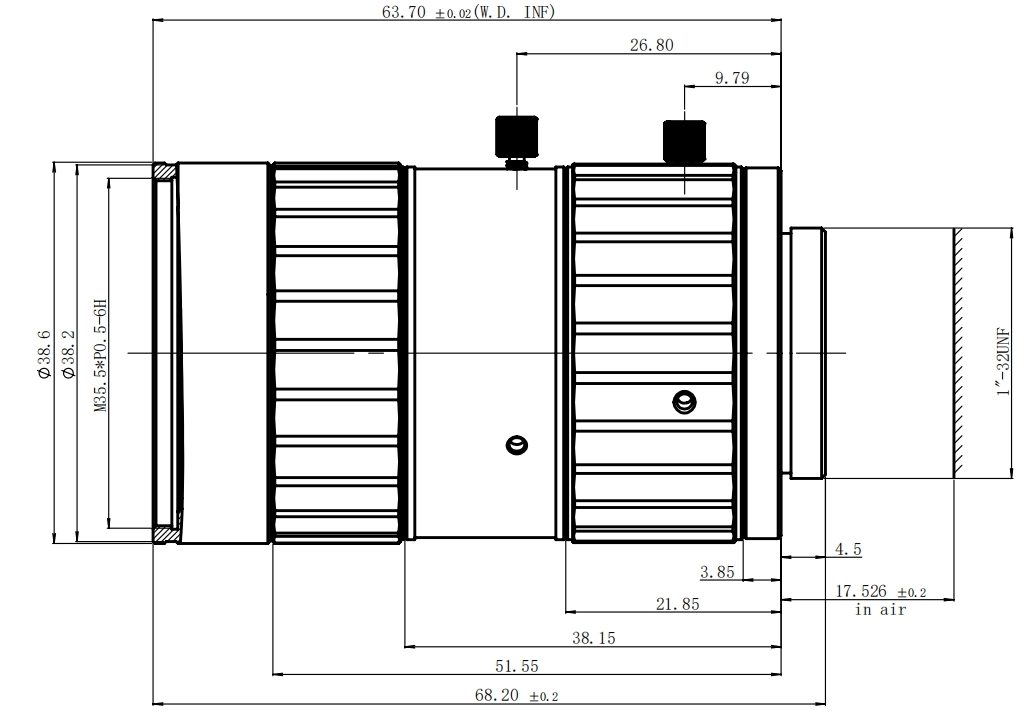 63.70 ±0.02(W.D. INF)
26.80
9.79
Ø38.6
Ø38.2
M35.5*P0.5-6H
1"-32UNF
4.5
3.85
17.526 ±0.2
in air
21.85
38.15
51.55
68.20 ±0.2